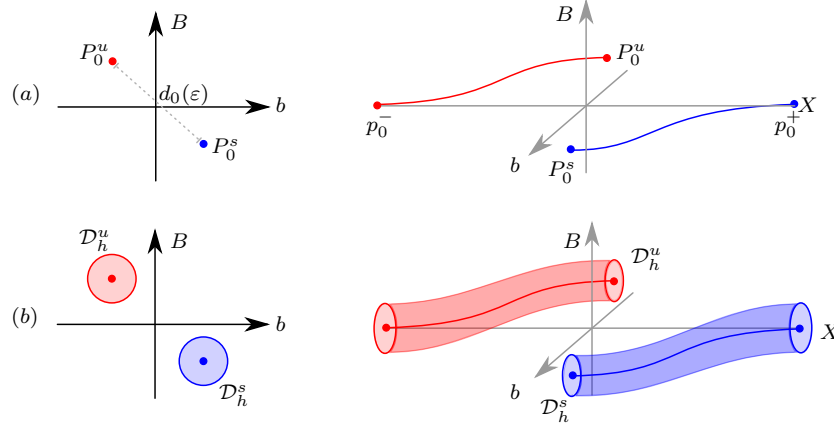 (a)
B
P_0^u
d_0(ε)
b
P_0^s
B
P_0^u
X
p_0^-
p_0^+
b
P_0^s
(b)
B
𝒟_h^u
b
𝒟_h^s
B
𝒟_h^u
X
b
𝒟_h^s